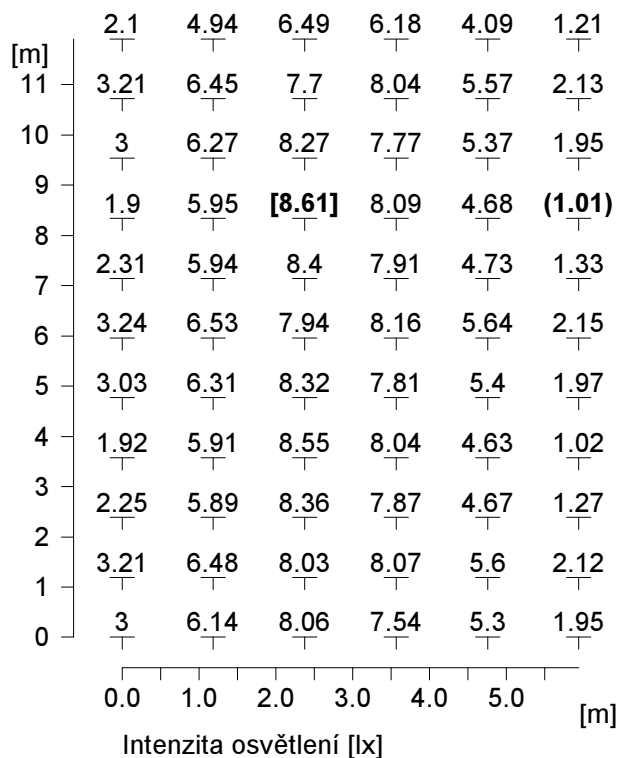 2.1 4.94 6.49 6.18 4.09 1.21
[m]
11 3.21 6.45 7.7 8.04 5.57 2.13
10 3 6.27 8.27 7.77 5.37 1.95
9
1.9 5.95 [8.61] 8.09 4.68 (1.01)
8
2.31 5.94 8.4 7.91 4.73 1.33
7
6 3.24 6.53 7.94 8.16 5.64 2.15
5 3.03 6.31 8.32 7.81 5.4 1.97
4 1.92 5.91 8.55 8.04 4.63 1.02
3
2.25 5.89 8.36 7.87 4.67 1.27
2
3.21 6.48 8.03 8.07 5.6 2.12
1
0 3 6.14 8.06 7.54 5.3 1.95
0.0 1.0 2.0 3.0 4.0 5.0
[m]
Intenzita osvětlení [lx]